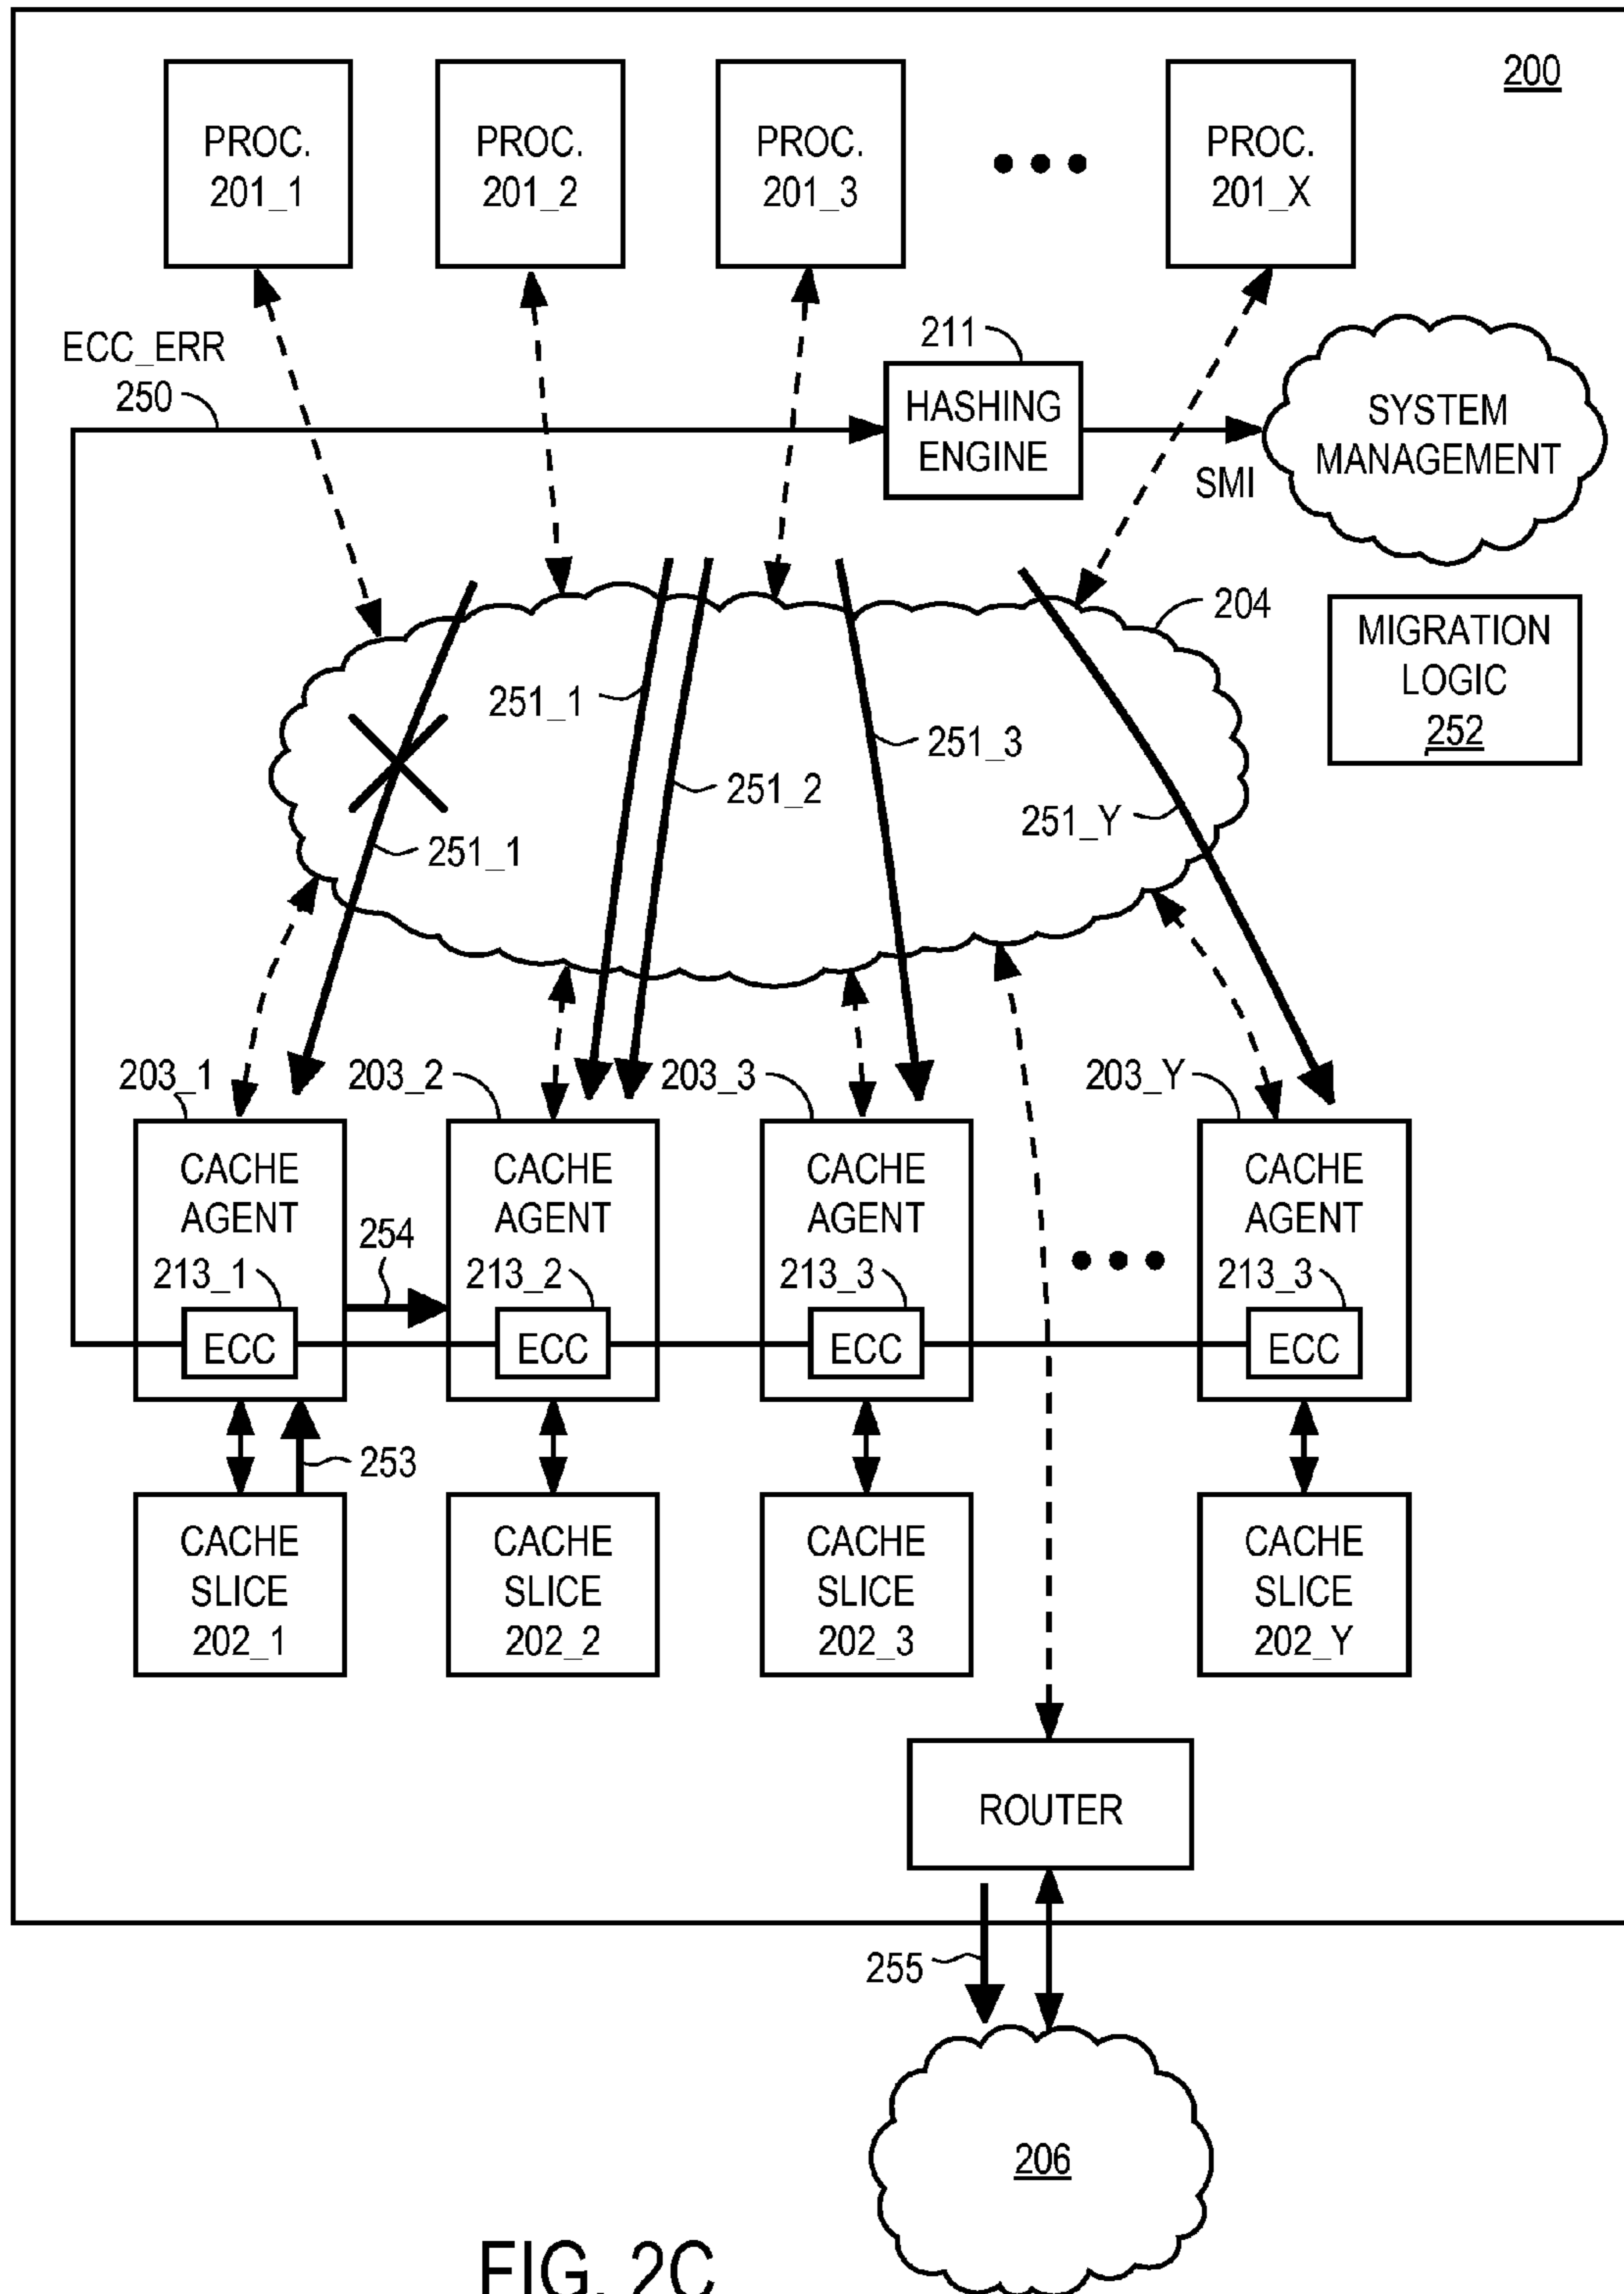 200
PROC.
201_1
PROC.
201_2
PROC.
201_3
PROC.
201_X
ECC_ERR
250
211
HASHING
ENGINE
SMI
SYSTEM
MANAGEMENT
204
MIGRATION
LOGIC
252
251_1
251_2
251_3
251_Y
251_1
203_1
203_2
203_3
203_Y
CACHE
AGENT
CACHE
AGENT
CACHE
AGENT
CACHE
AGENT
254
213_1
213_2
213_3
213_3
ECC
ECC
ECC
ECC
253
CACHE
SLICE
202_1
CACHE
SLICE
202_2
CACHE
SLICE
202_3
CACHE
SLICE
202_Y
ROUTER
255
206
FIG. 2C